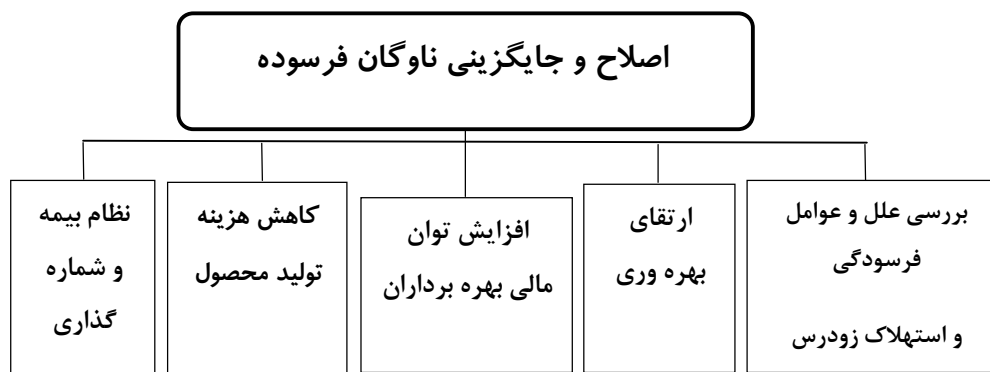 اصلاح و جایگزینی ناوگان فرسوده
بررسی علل و عوامل
فرسودگی
و استهلاک زودرس
ارتقای
بهره وری
افزایش توان
مالی بهره برداران
کاهش هزینه
تولید محصول
نظام بیمه
و شماره
گذاری